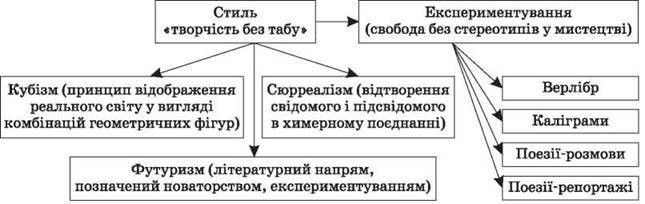 Стиль
«творчість без табу»
Експериментування
(свобода без стереотипів у мистецтві)
Кубізм (принцип відображення
реального світу у вигляді
комбінацій геометричних фігур)
Сюрреалізм (відтворення
свідомого і підсвідомого
в химерному поєднанні)
Футуризм (літературний напрям,
позначений новаторством, експериментуванням)
Верлібр
Каліграми
Поезії-розмови
Поезії-репортажі